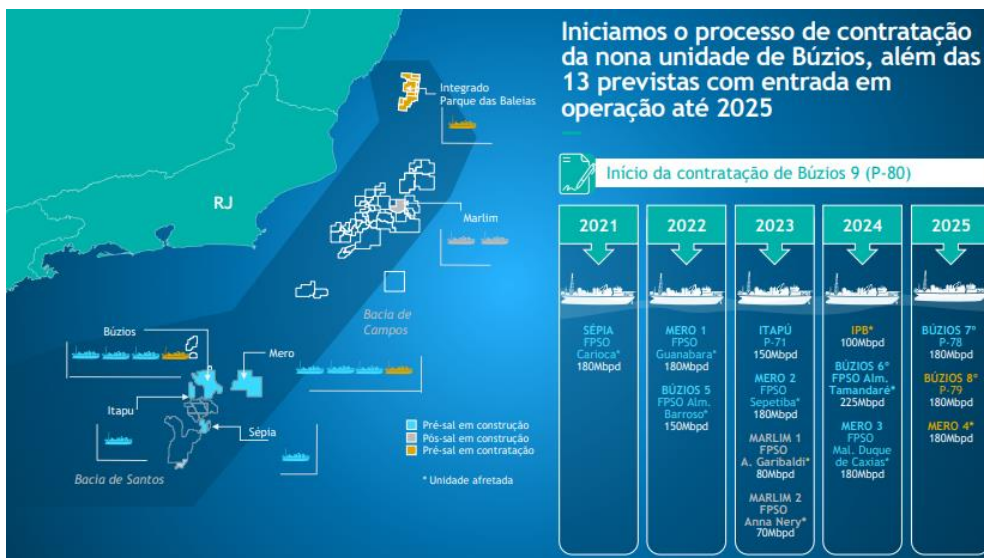 Iniciamos o processo de contratação
da nona unidade de Búzios, além das
13 previstas com entrada em
operação até 2025
Início da contratação de Búzios 9 (P-80)
Integrado
Parque das Baleias
RJ
Marlim
Bacia de
Campos
Búzios
Mero
Itapu
Sépia
Bacia de Santos
Pré-sal em construção
Pós-sal em construção
Pré-sal em contratação
* Unidade afretada
2021
SÉPIA
FPSO
Carioca*
180Mbpd
2022
MERO 1
FPSO
Guanabara*
180Mbpd
BÚZIOS 5
FPSO Alm.
Barroso*
150Mbpd
2023
ITAPÚ
P-71
150Mbpd
MERO 2
FPSO
Sepetiba*
180Mbpd
MARLIM 1
FPSO
A. Garibaldi*
80Mbpd
MARLIM 2
FPSO
Anna Nery*
70Mbpd
2024
IPB*
100Mbpd
BÚZIOS 6°
FPSO Alm.
Tamandaré*
225Mbpd
MERO 3
FPSO
Mal. Duque
de Caxias*
180Mbpd
2025
BÚZIOS 7°
P-78
180Mbpd
BÚZIOS 8°
P-79
180Mbpd
MERO 4*
180Mbpd